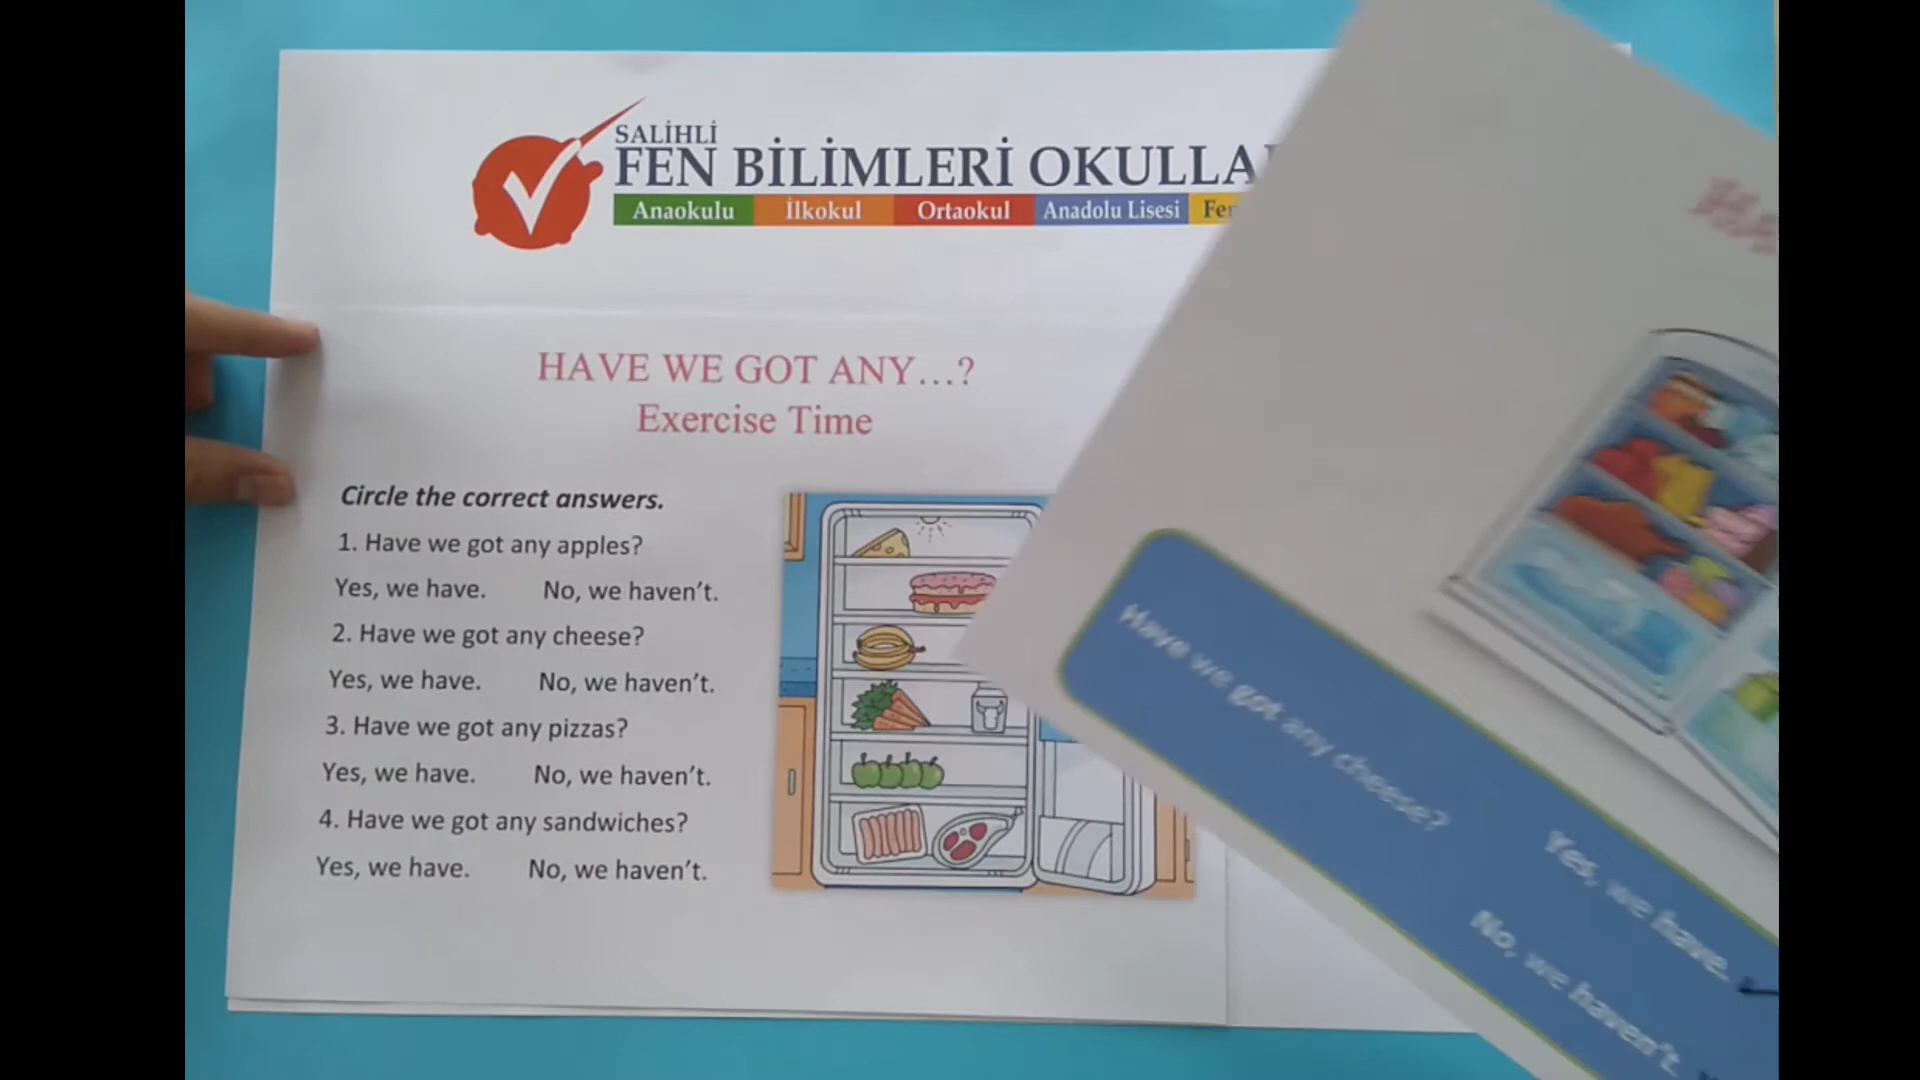 SALİHLİ
FEN BİLİMLERİ
Anaokulu İlkokul Ortaokul Anadolu Lisesi
HAVE WE GOT ANY...?
Exercise Time
Circle the correct answers.
1. Have we got any apples?
Yes, we have. No, we haven't.
2. Have we got any cheese?
Yes, we have. No, we haven't.
3. Have we got any pizzas?
Yes, we have. No, we haven't.
4. Have we got any sandwiches?
Yes, we have. No, we haven't.
Have we got any cheese?
Yes, we have.
No, we haven't.